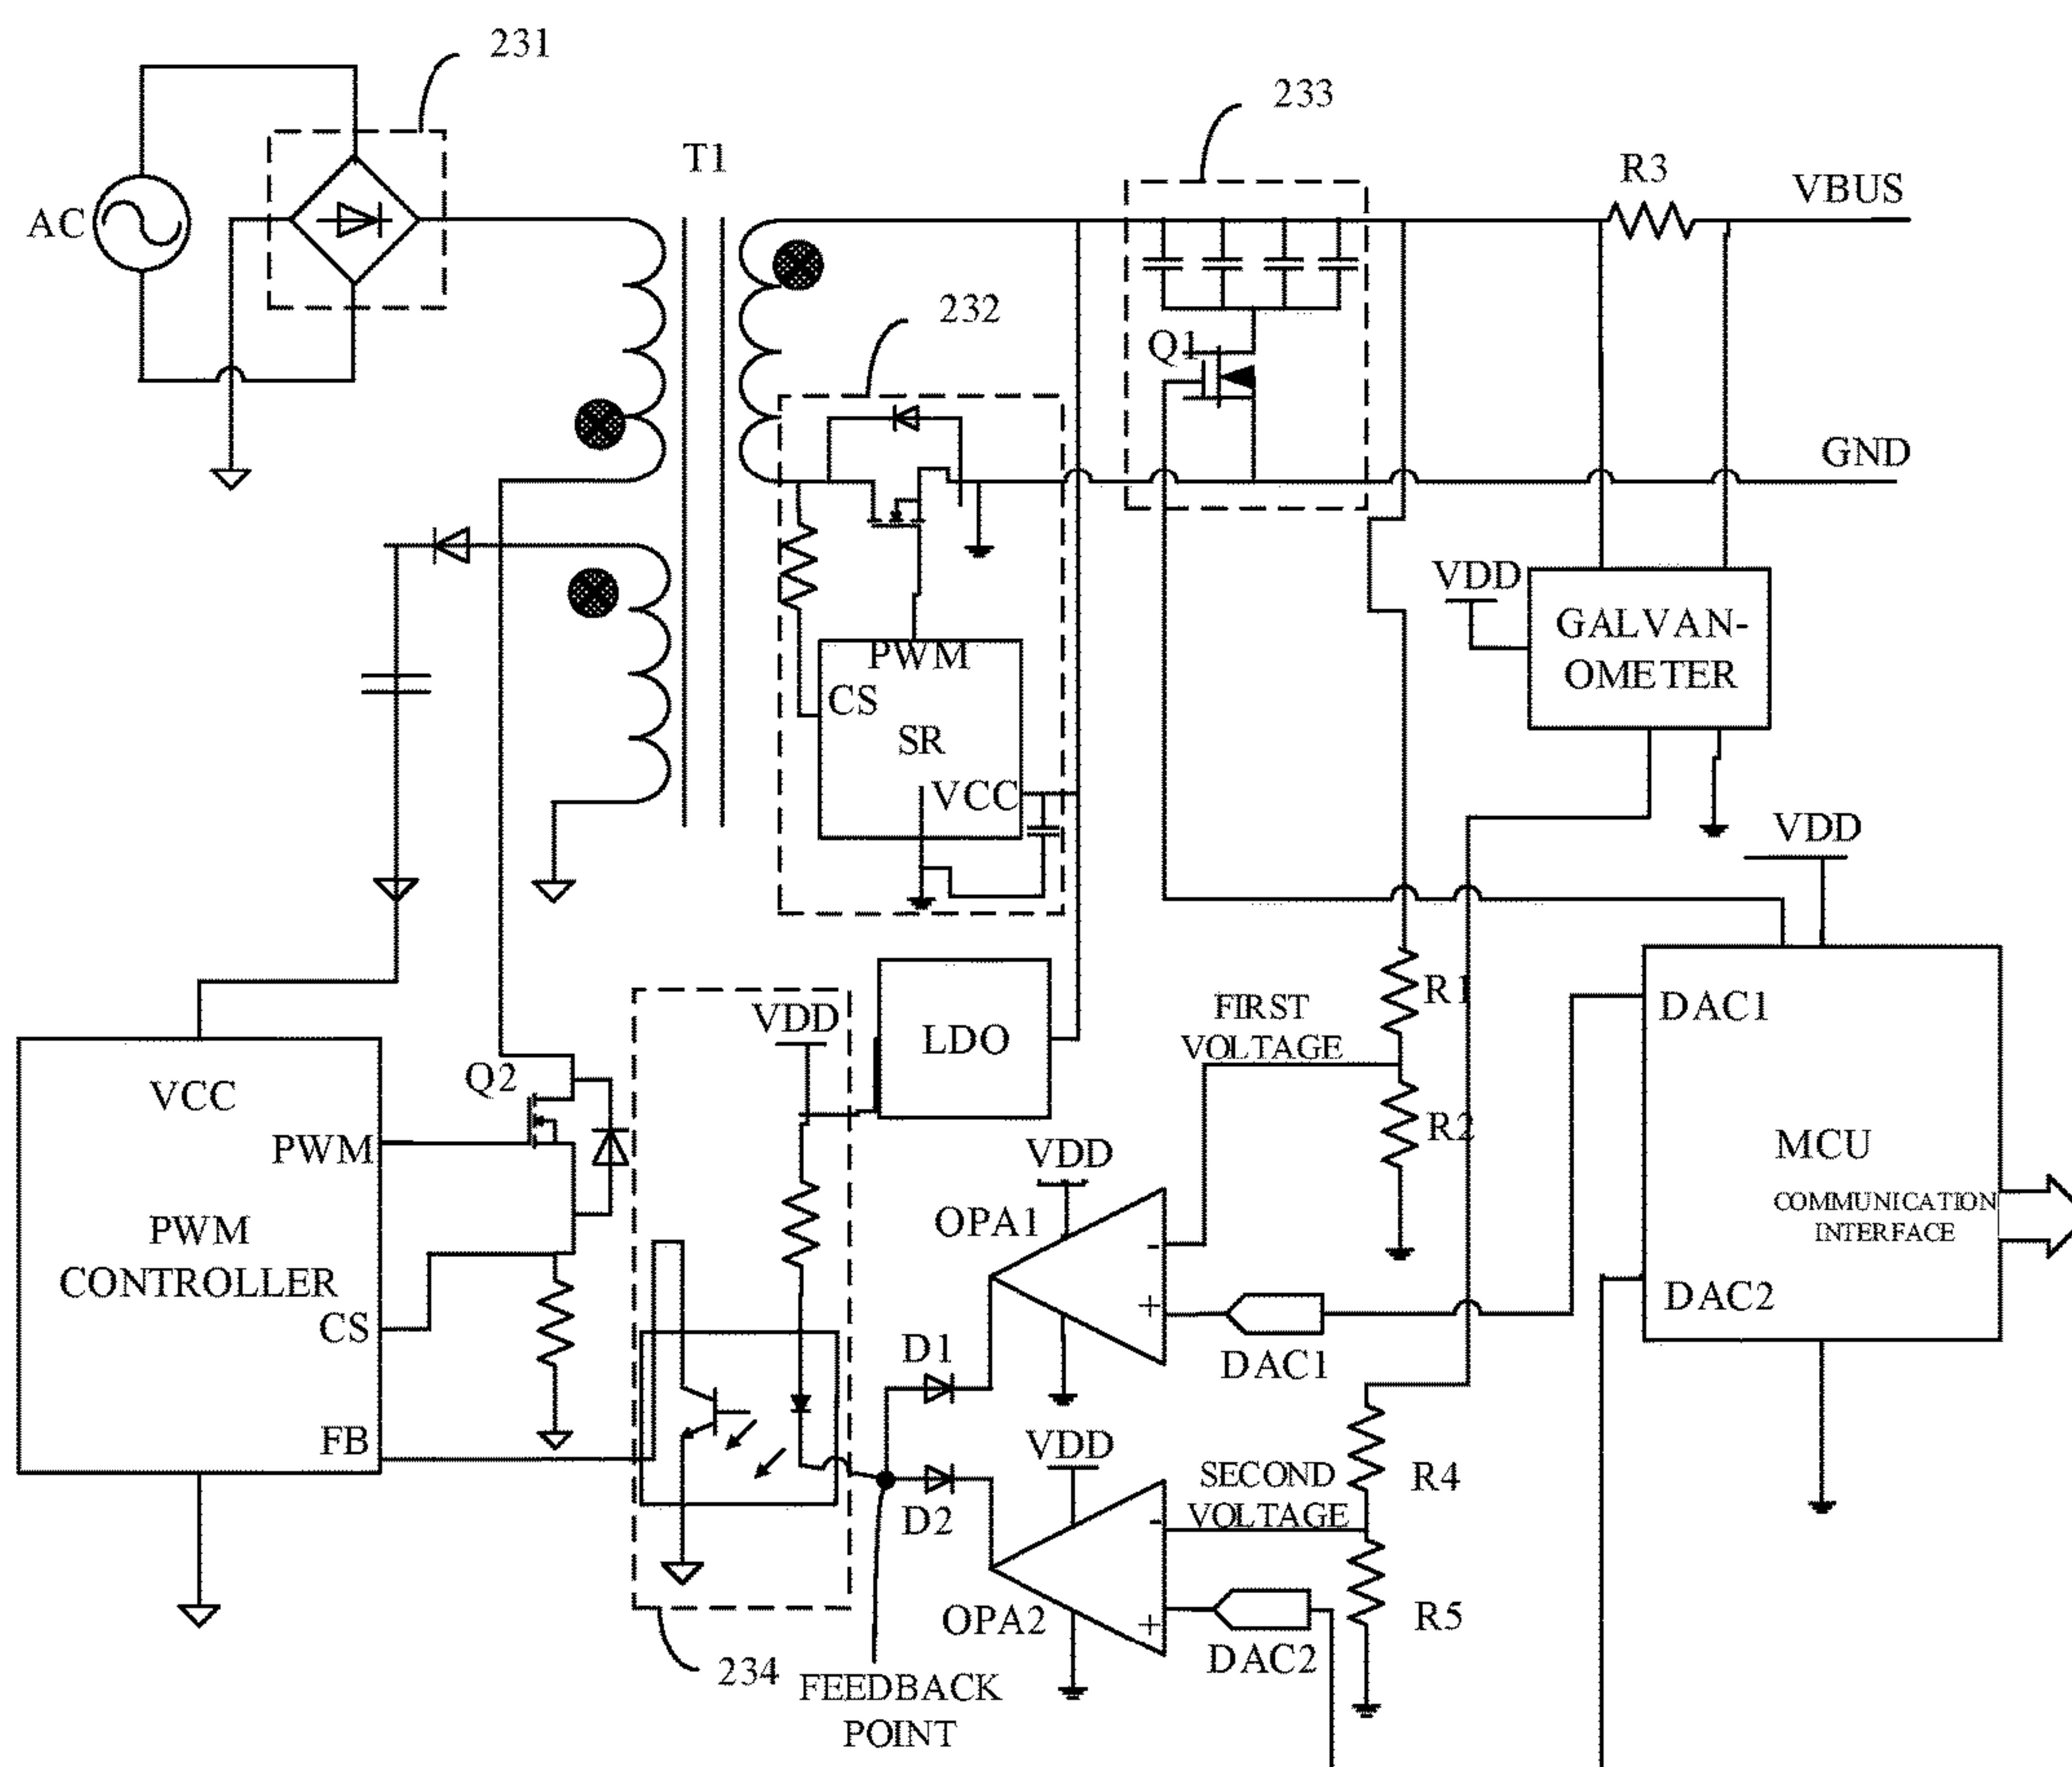 231
233
T1
R3
VBUS
AC
232
Q1
GND
VDD
GALVAN-
OMETER
PWM
CS
SR
VCC
VDD
LDO
VDD
FIRST
VOLTAGE
R1
DAC1
Q2
VCC
PWM
R2
MCU
COMMUNICATION
INTERFACE
VDD
OPA1
-
+
PWM
CONTROLLER
CS
DAC2
D1
DAC1
FB
VDD
SECOND
VOLTAGE
R4
D2
-
+
OPA2
R5
DAC2
234
FEEDBACK
POINT